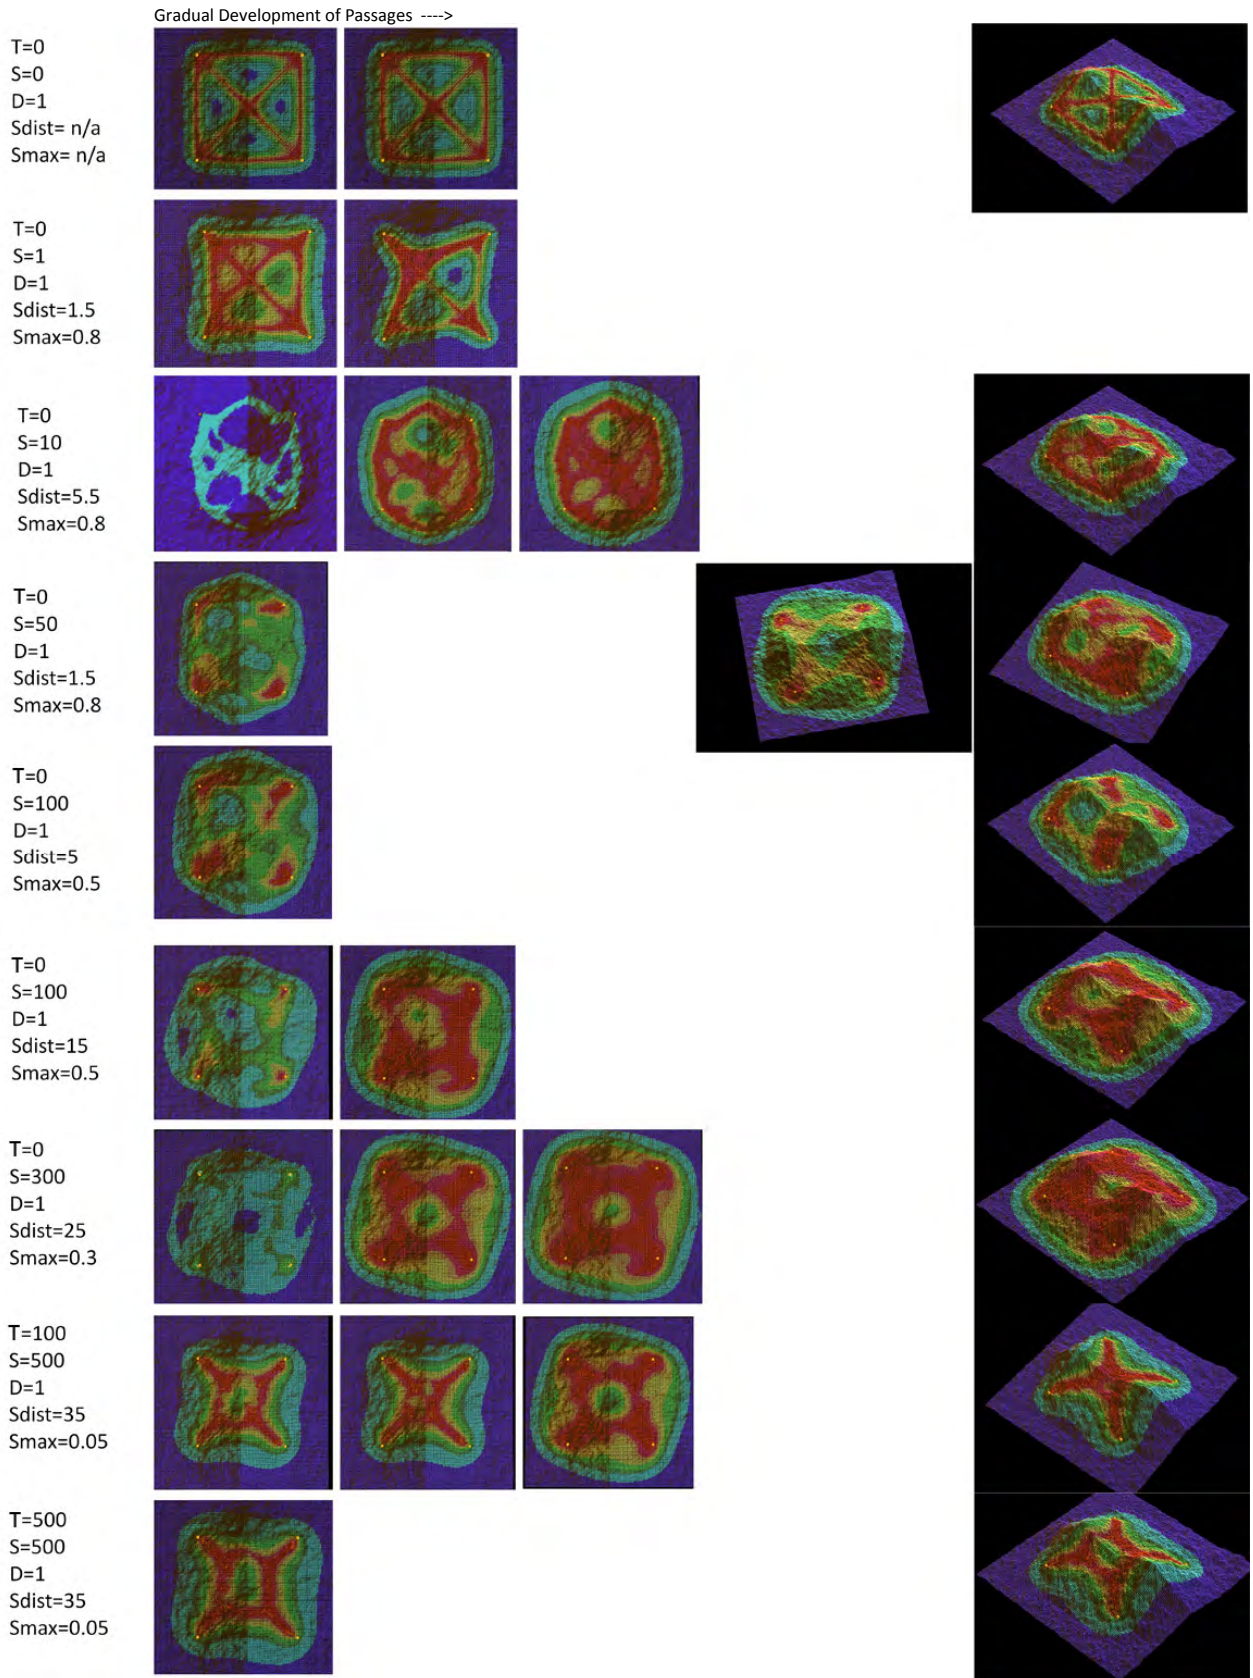 Gradual Development of Passages ---->
T=0
S=0
D=1
Sdist= n/a
Smax= n/a
T=0
S=1
D=1
Sdist=1.5
Smax=0.8
T=0
S=10
D=1
Sdist=5.5
Smax=0.8
T=0
S=50
D=1
Sdist=1.5
Smax=0.8
T=0
S=100
D=1
Sdist=5
Smax=0.5
T=0
S=100
D=1
Sdist=15
Smax=0.5
T=0
S=300
D=1
Sdist=25
Smax=0.3
T=100
S=500
D=1
Sdist=35
Smax=0.05
T=500
S=500
D=1
Sdist=35
Smax=0.05